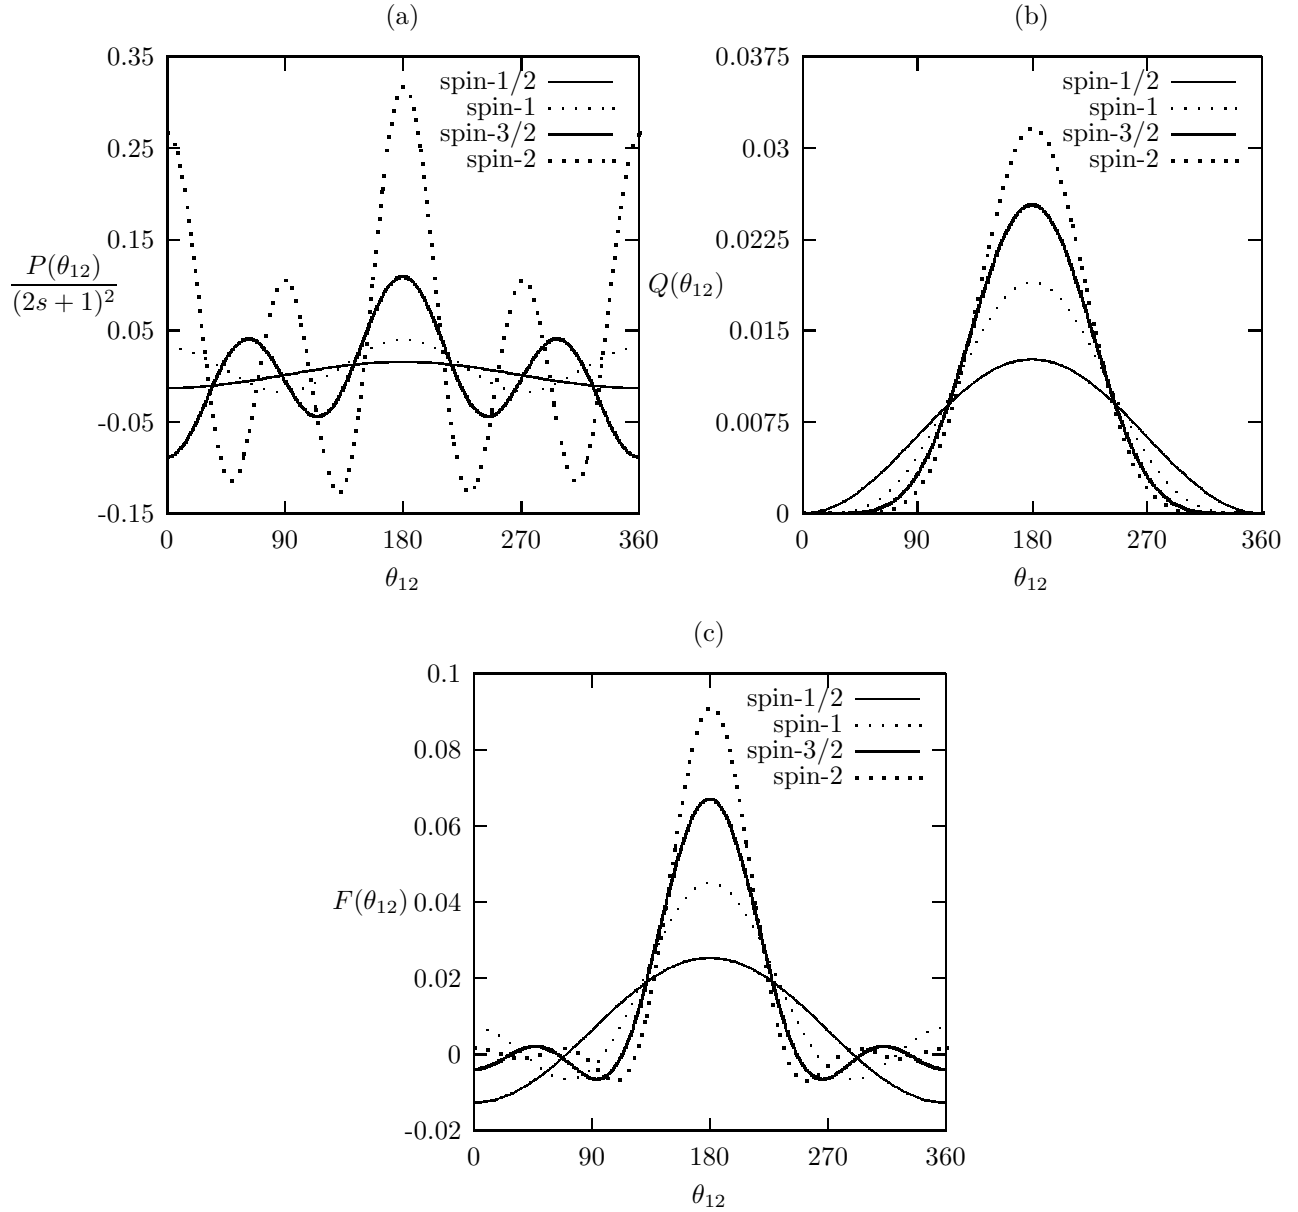 (a)
0.35
0.25
0.15
0.05
-0.05
-0.15
0 90 180 270 360
P(θ12)
(2s + 1)²
θ12
spin-1/2
spin-1
spin-3/2
spin-2
(b)
0.0375
0.03
0.0225
0.015
0.0075
0
0 90 180 270 360
Q(θ12)
θ12
spin-1/2
spin-1
spin-3/2
spin-2
(c)
0.1
0.08
0.06
0.04
0.02
0
-0.02
0 90 180 270 360
F(θ12)
θ12
spin-1/2
spin-1
spin-3/2
spin-2